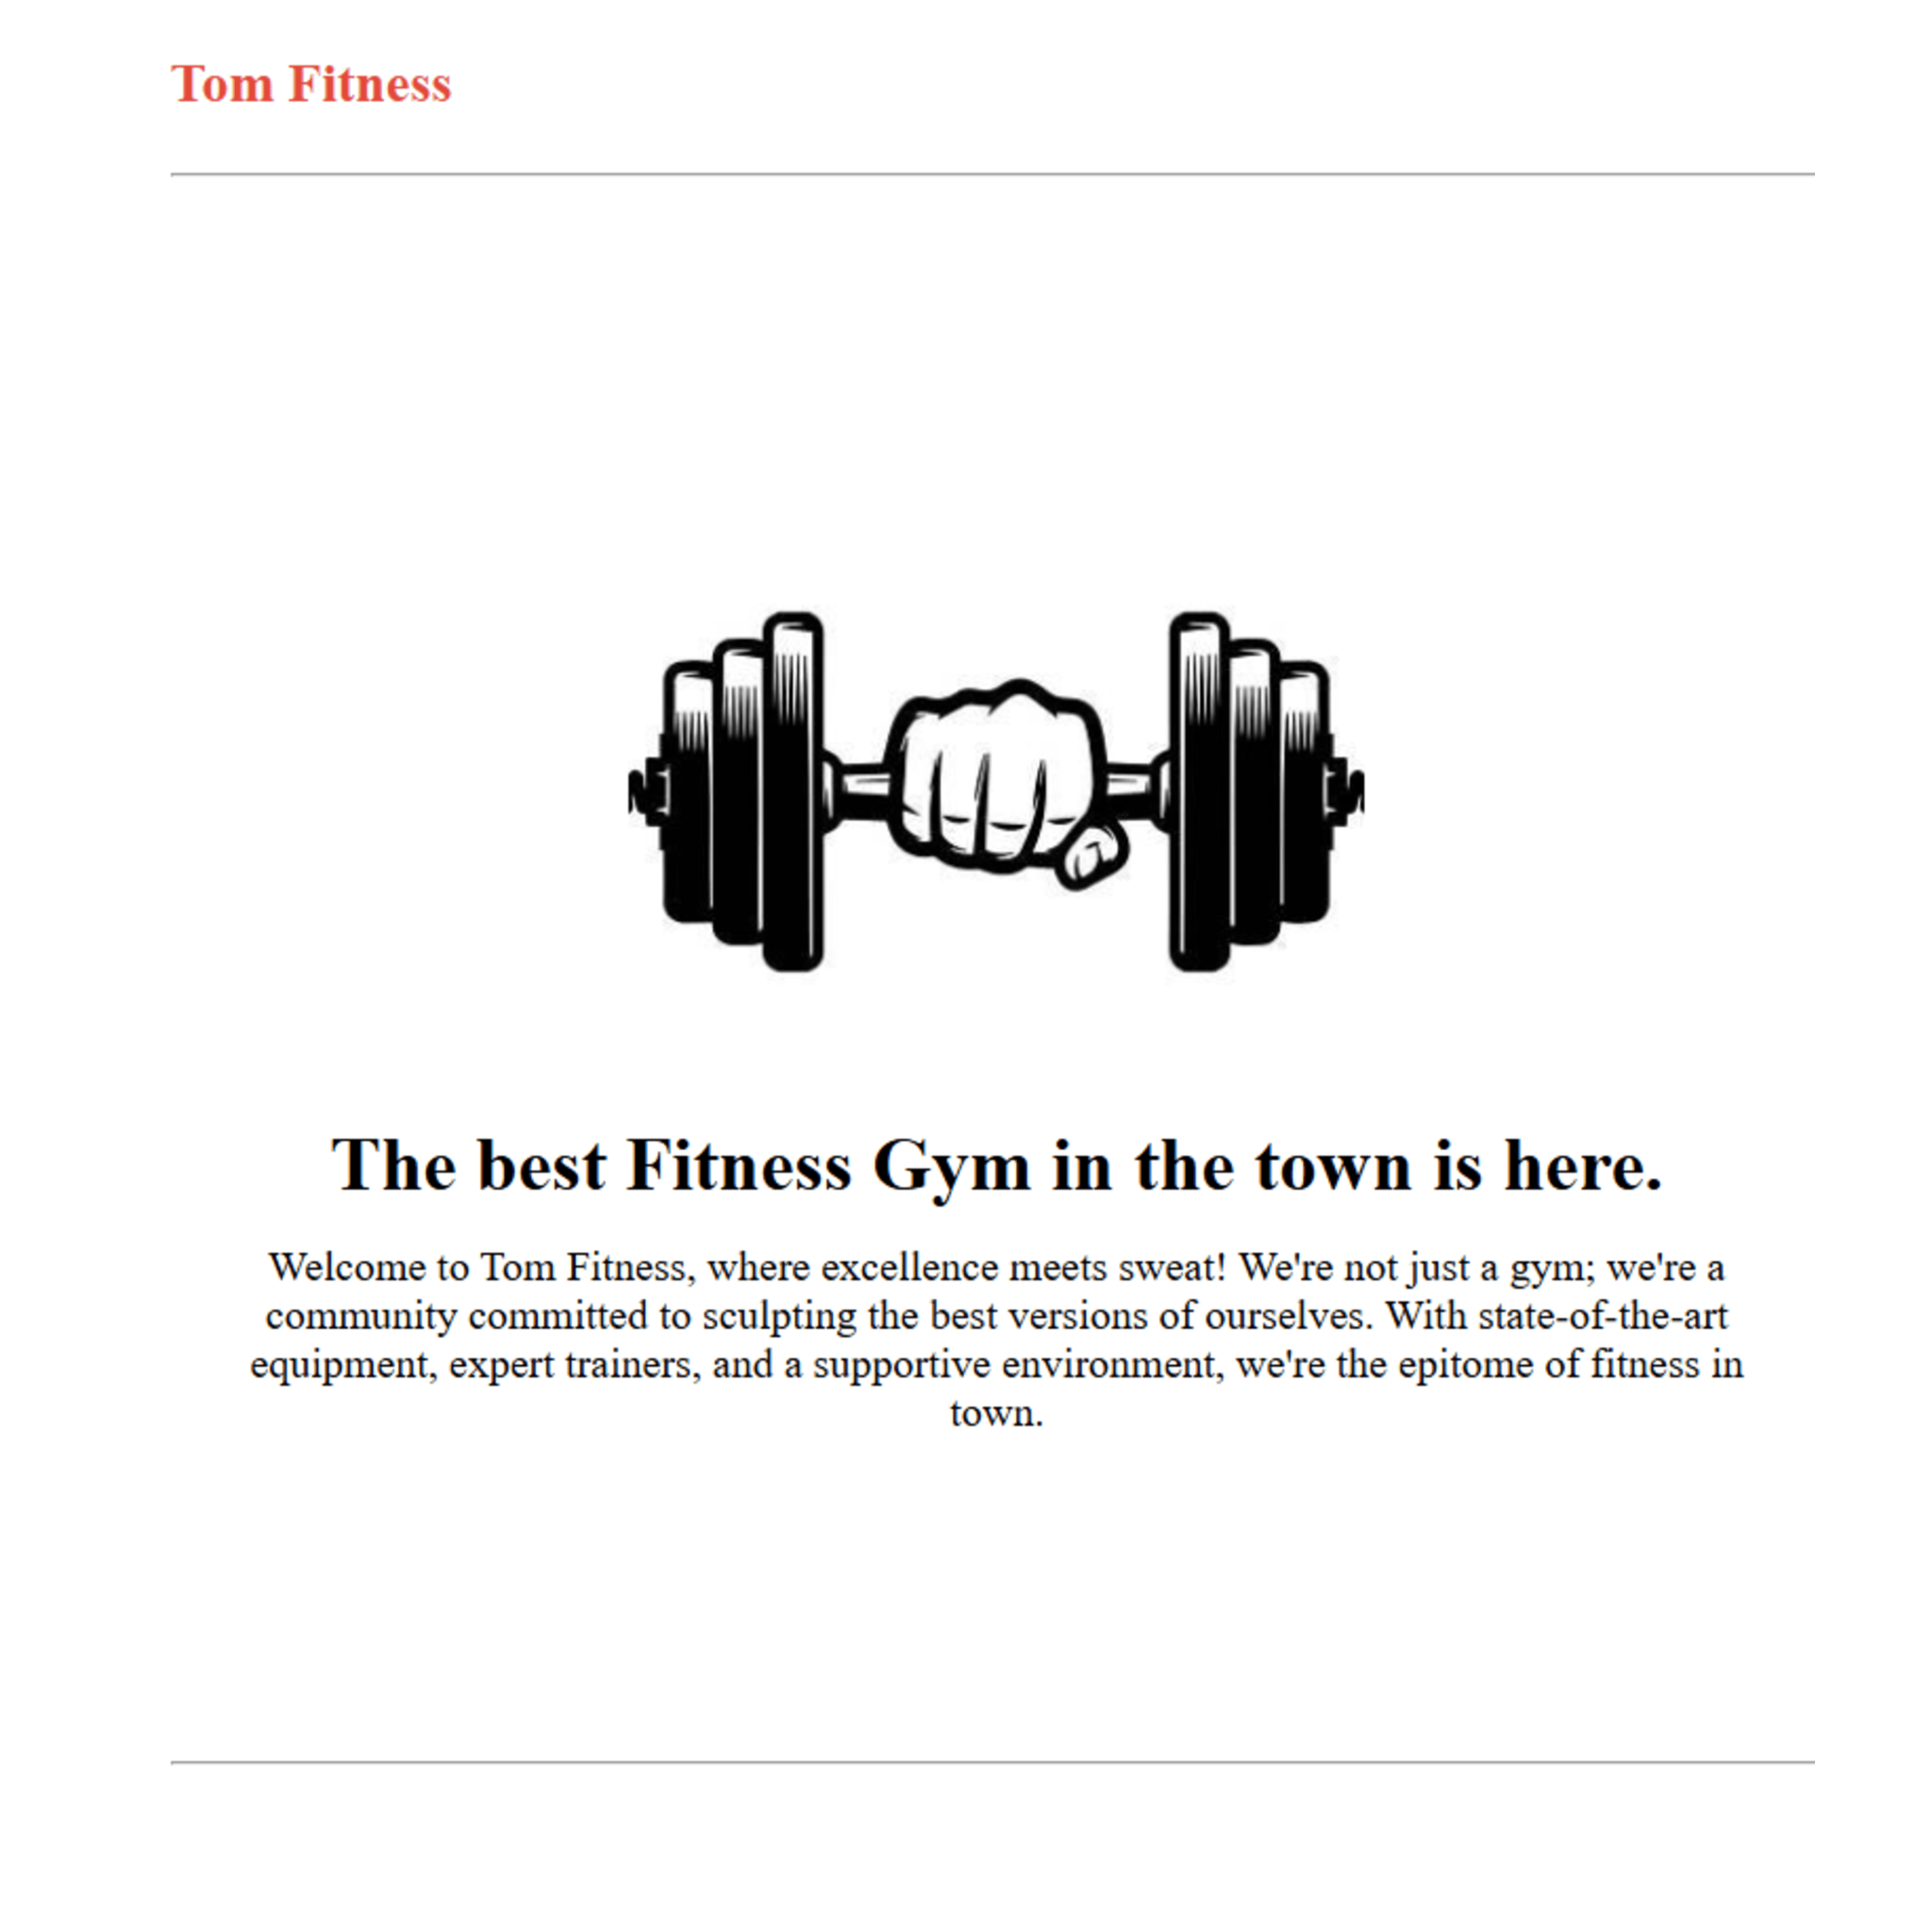 Tom Fitness
The best Fitness Gym in the town is here.
Welcome to Tom Fitness, where excellence meets sweat! We're not just a gym; we're a
community committed to sculpting the best versions of ourselves. With state-of-the-art
equipment, expert trainers, and a supportive environment, we're the epitome of fitness in
town.